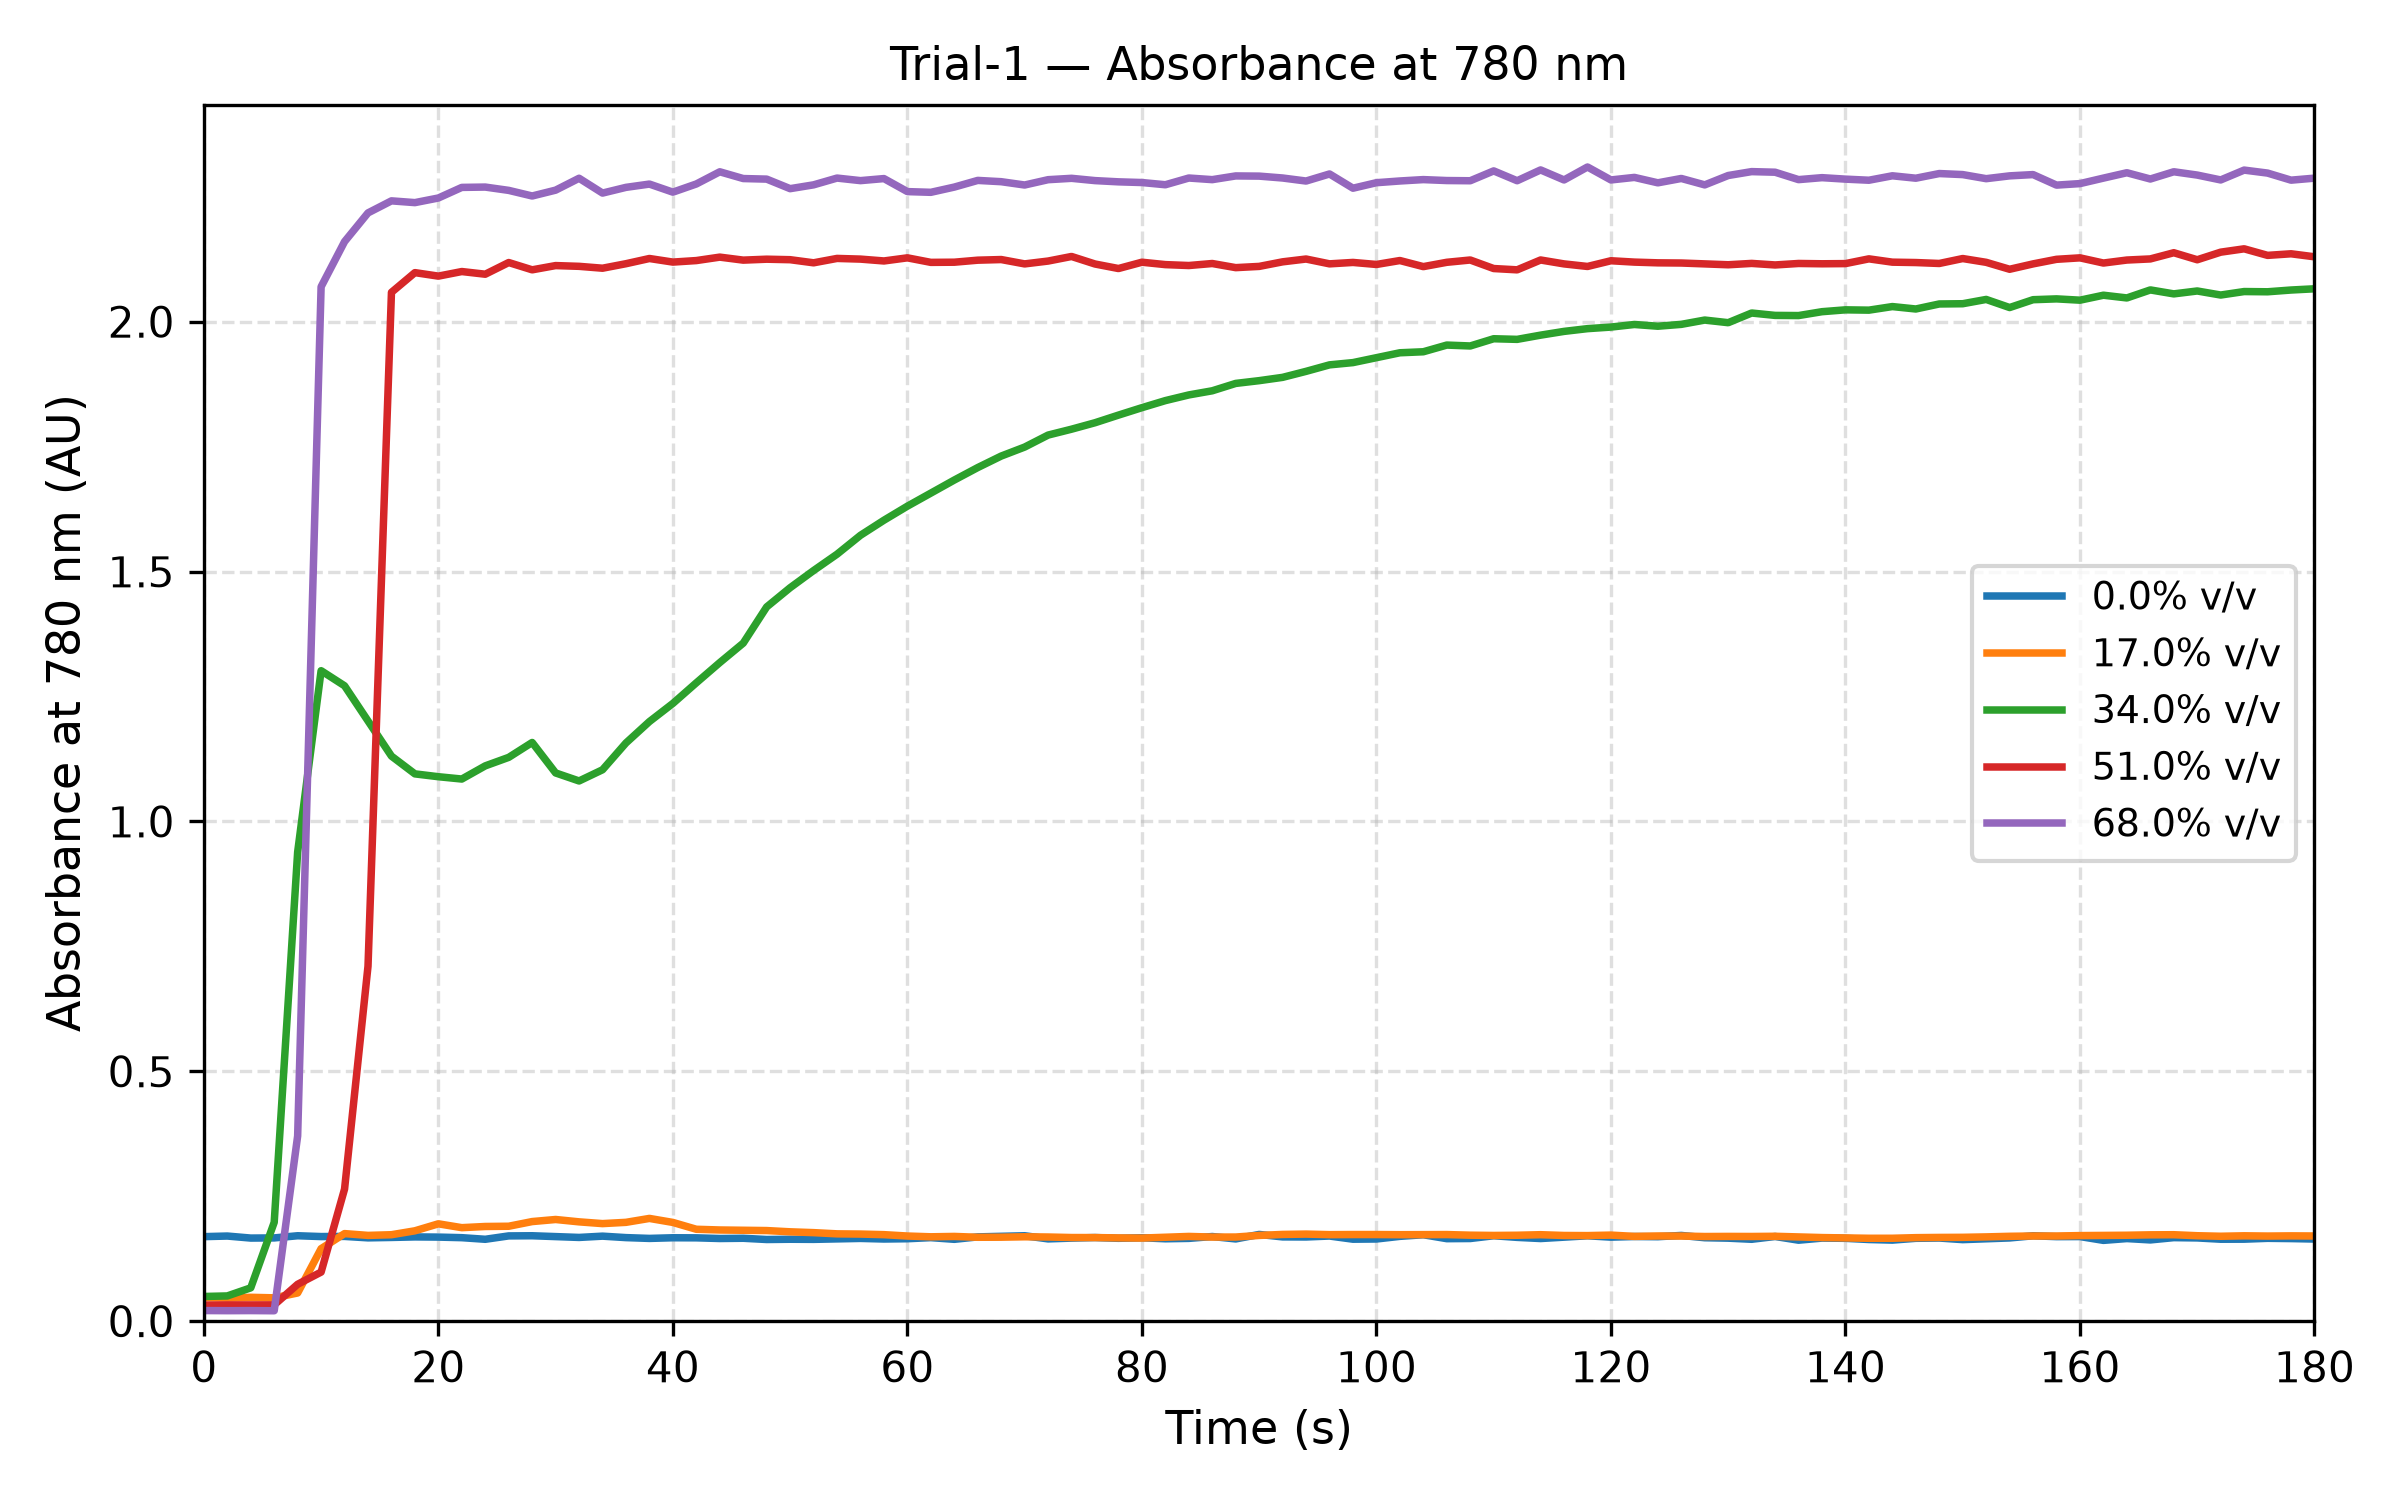 Trial-1 — Absorbance at 780 nm
Absorbance at 780 nm (AU)
2.0
1.5
1.0
0.5
0.0
0.0% v/v
17.0% v/v
34.0% v/v
51.0% v/v
68.0% v/v
0 20 40 60 80 100 120 140 160 180
Time (s)